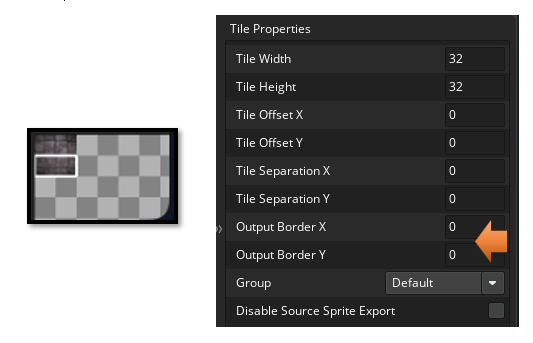 Tile Properties
Tile Width 32
Tile Height 32
Tile Offset X 0
Tile Offset Y 0
Tile Separation X 0
Tile Separation Y 0
Output Border X 0
Output Border Y 0
Group Default
Disable Source Sprite Export